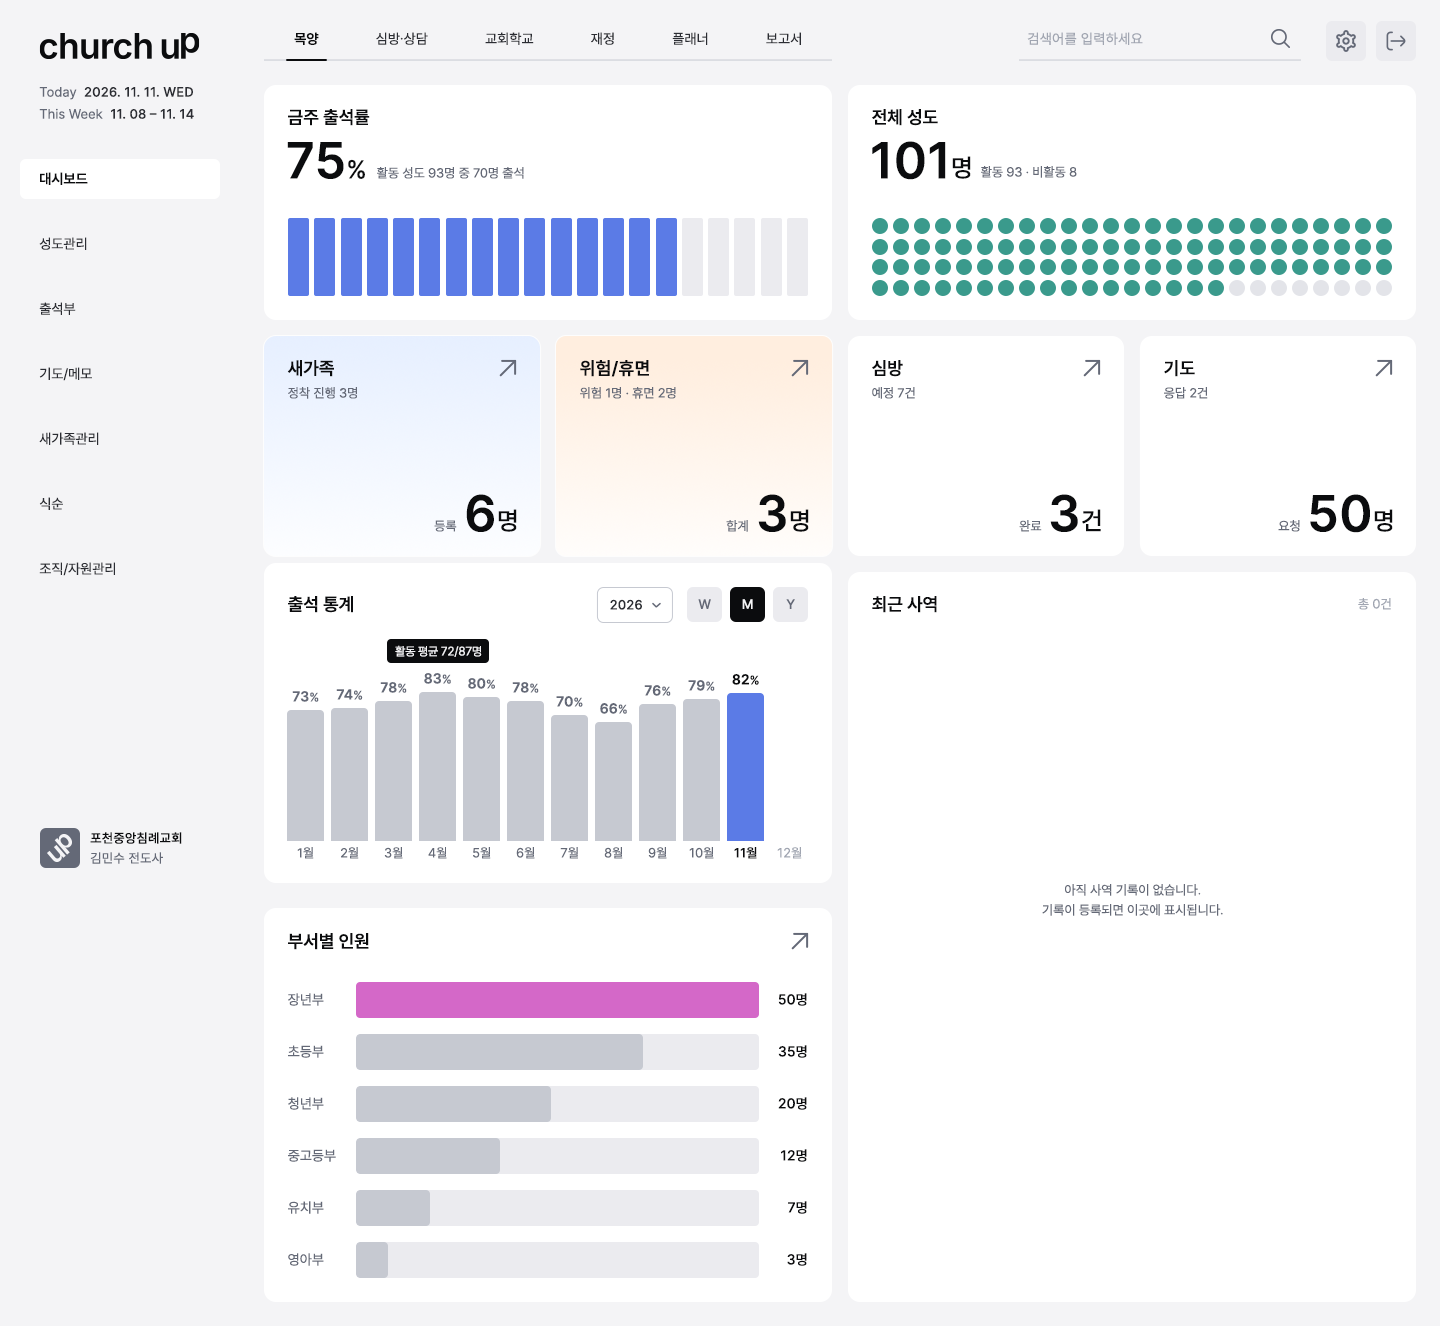 church up
Today 2026. 11. 11. WED
This Week 11. 08 – 11. 14
대시보드
성도관리
출석부
기도/메모
새가족관리
식순
조직/자원관리
up
포천중앙침례교회
김민수 전도사
목양 심방·상담 교회학교 재정 플래너 보고서
검색어를 입력하세요
금주 출석률
75% 활동 성도 93명 중 70명 출석
전체 성도
101명 활동 93 · 비활동 8
새가족
정착 진행 3명
등록 6명
위험/휴면
위험 1명 · 휴면 2명
합계 3명
심방
예정 7건
완료 3건
기도
응답 2건
요청 50명
출석 통계
2026 W M Y
활동 평균 72/87명
73% 74% 78% 83% 80% 78% 70% 66% 76% 79% 82%
1월 2월 3월 4월 5월 6월 7월 8월 9월 10월 11월 12월
부서별 인원
장년부 50명
초등부 35명
청년부 20명
중고등부 12명
유치부 7명
영아부 3명
최근 사역 총 0건
아직 사역 기록이 없습니다.
기록이 등록되면 이곳에 표시됩니다.